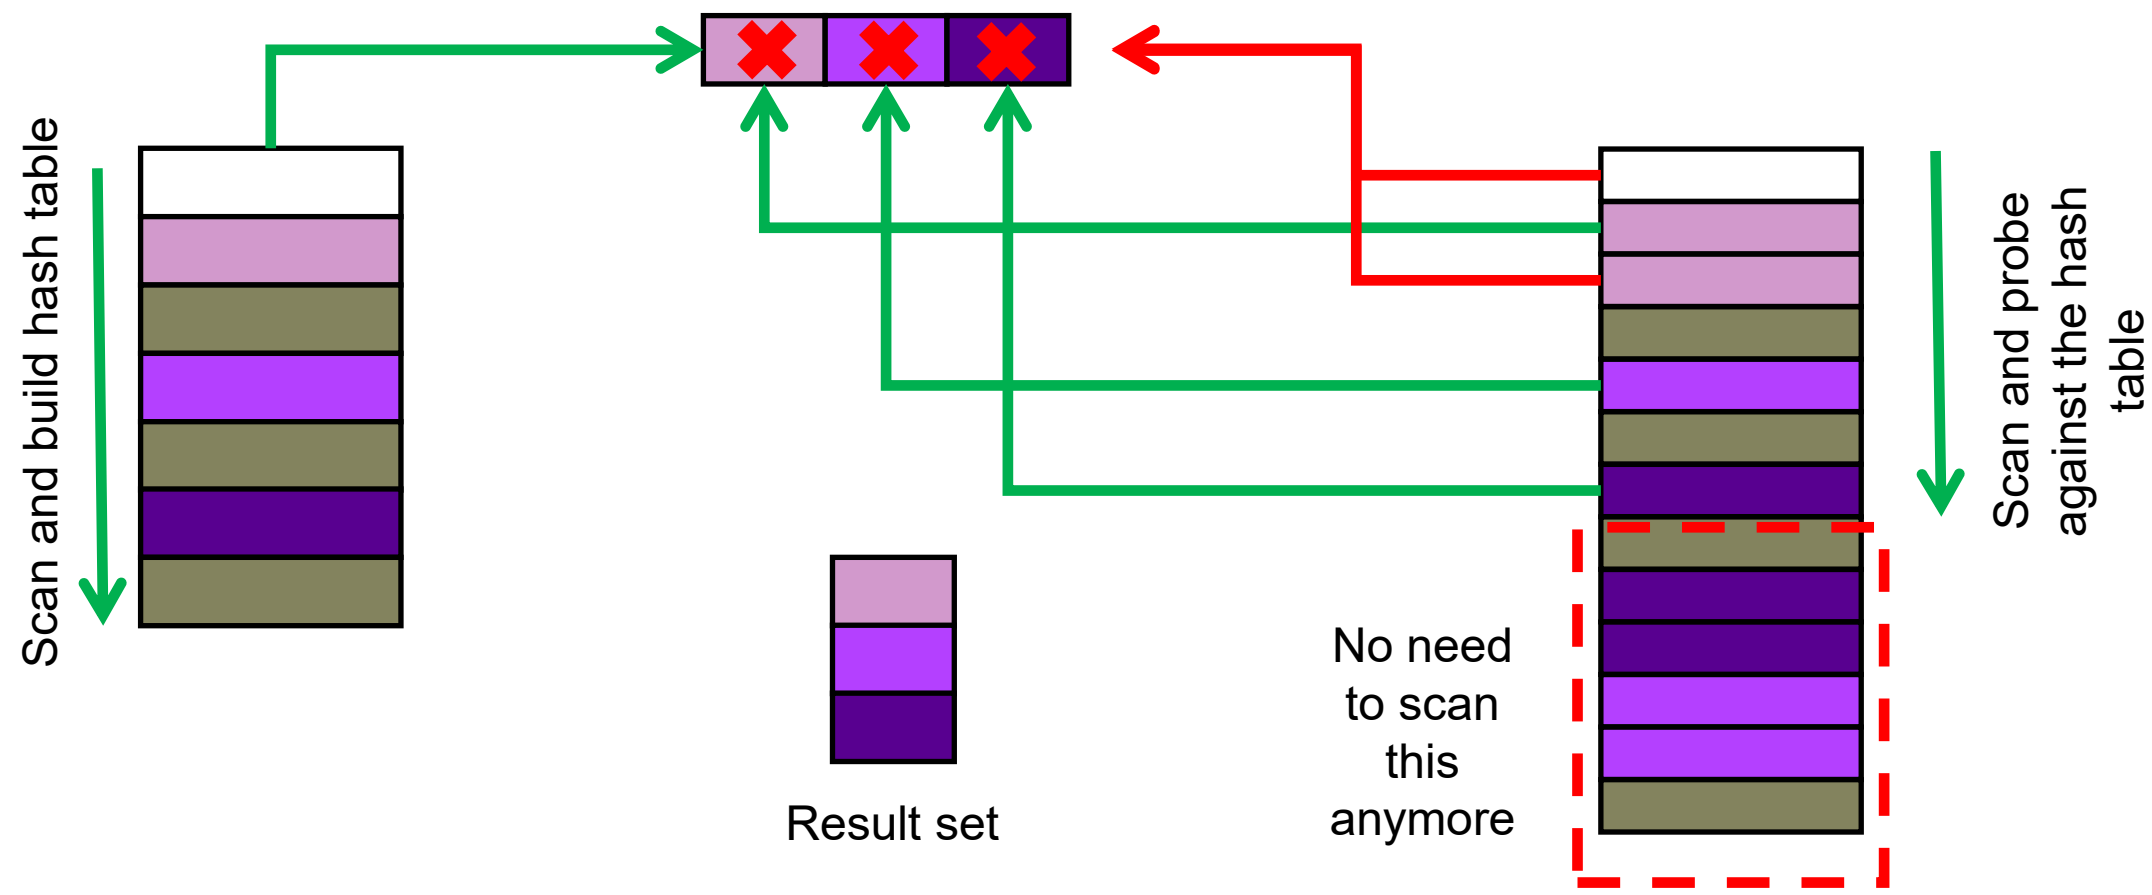 Scan and build hash table
Scan and probe
against the hash
table
No need
to scan
this
anymore
Result set